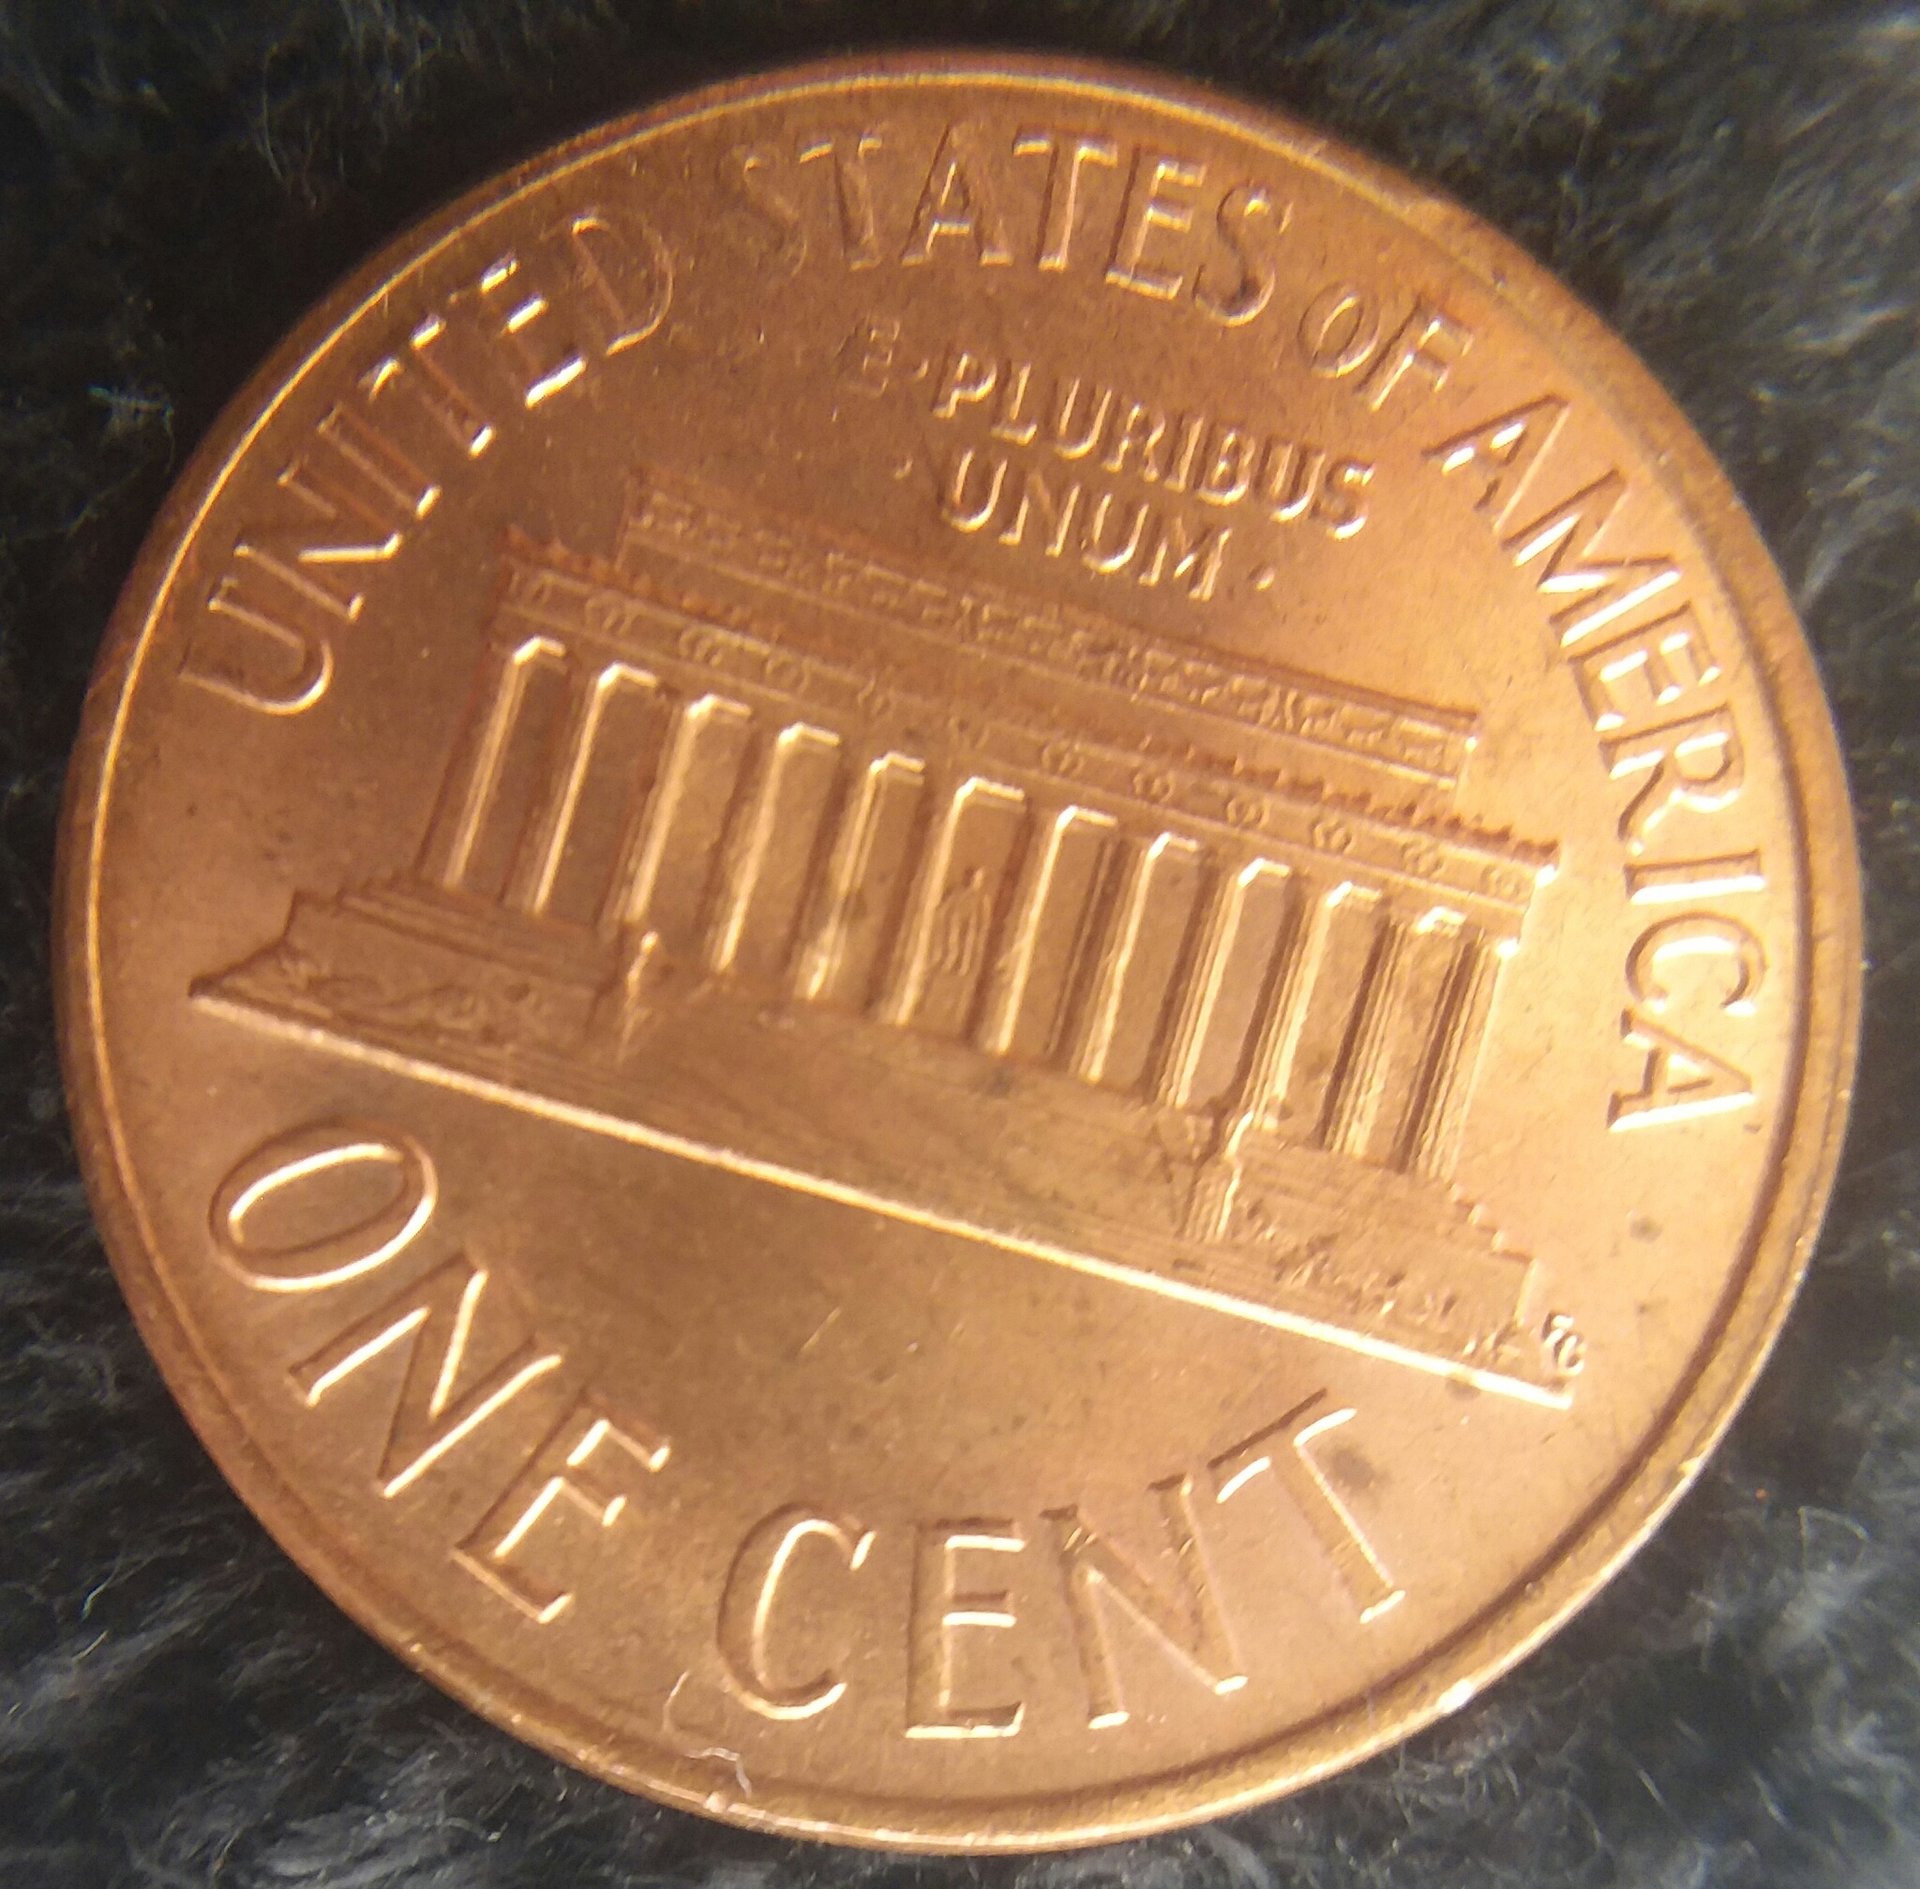 UNITED STATES OF AMERICA
E·PLURIBUS
·UNUM·
ONE CENT